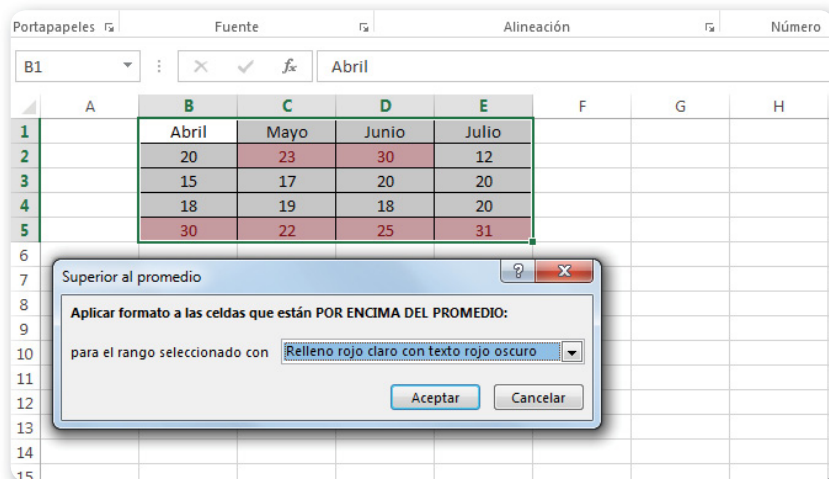 Portapapeles Fuente Alineación Número
B1 fx Abril
A B C D E F G H
1 Abril Mayo Junio Julio
2 20 23 30 12
3 15 17 20 20
4 18 19 18 20
5 30 22 25 31
6
7 Superior al promedio ? X
8 Aplicar formato a las celdas que están POR ENCIMA DEL PROMEDIO:
9
10 para el rango seleccionado con Relleno rojo claro con texto rojo oscuro
11
12 Aceptar Cancelar
13
14
15